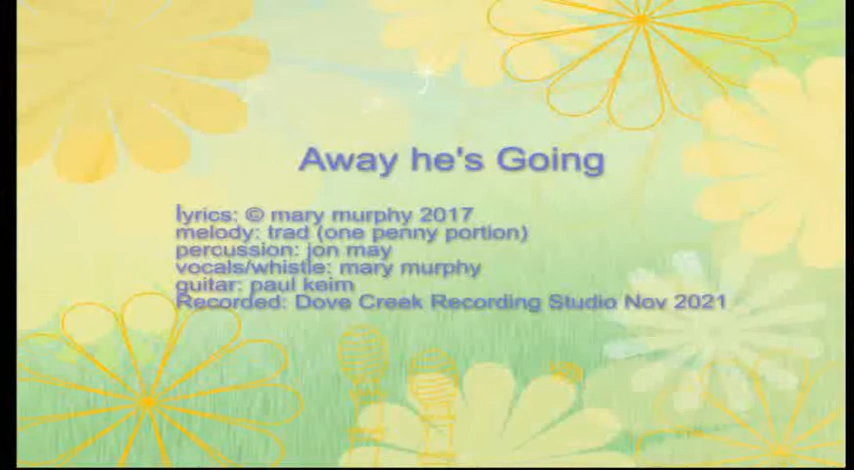 Away he's Going
lyrics: © mary murphy 2017
melody: trad (one penny portion)
percussion: jon may
vocals/whistle: mary murphy
guitar: paul keim
Recorded: Dove Creek Recording Studio Nov 2021